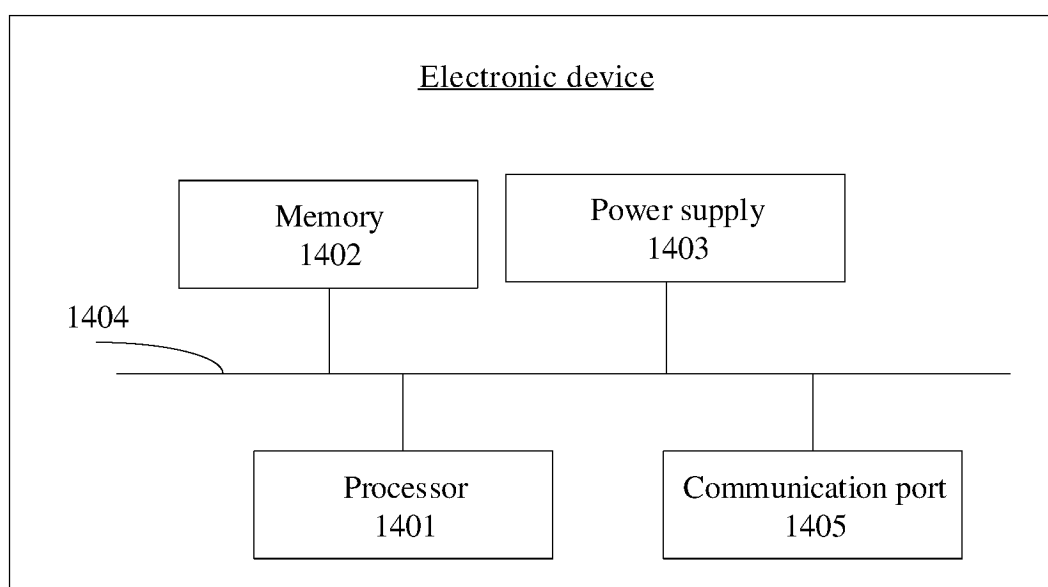 Electronic device
Memory
1402
Power supply
1403
1404
Processor
1401
Communication port
1405